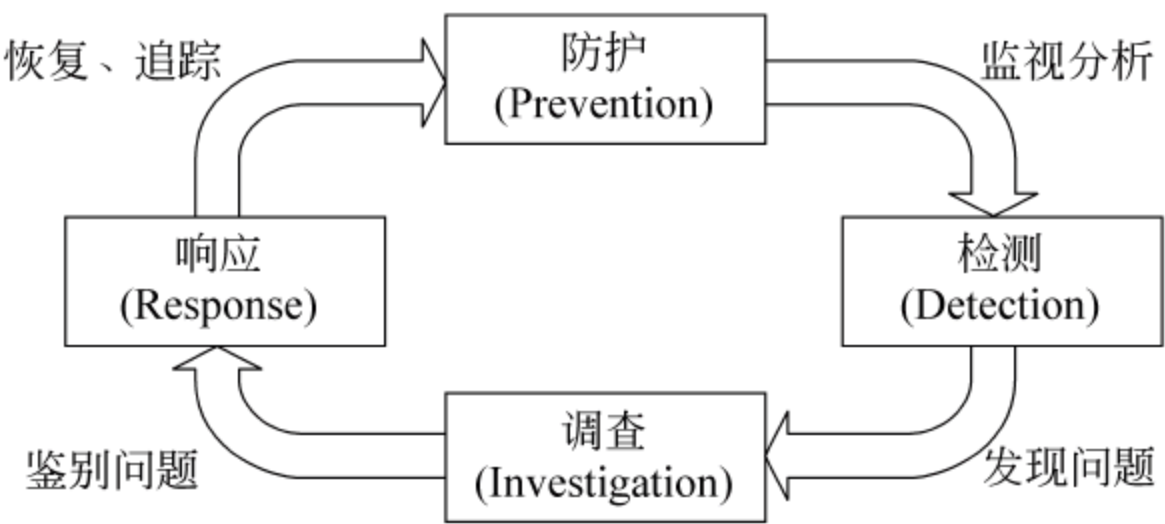 恢复、追踪
防护
(Prevention)
监视分析
响应
(Response)
检测
(Detection)
鉴别问题
调查
(Investigation)
发现问题